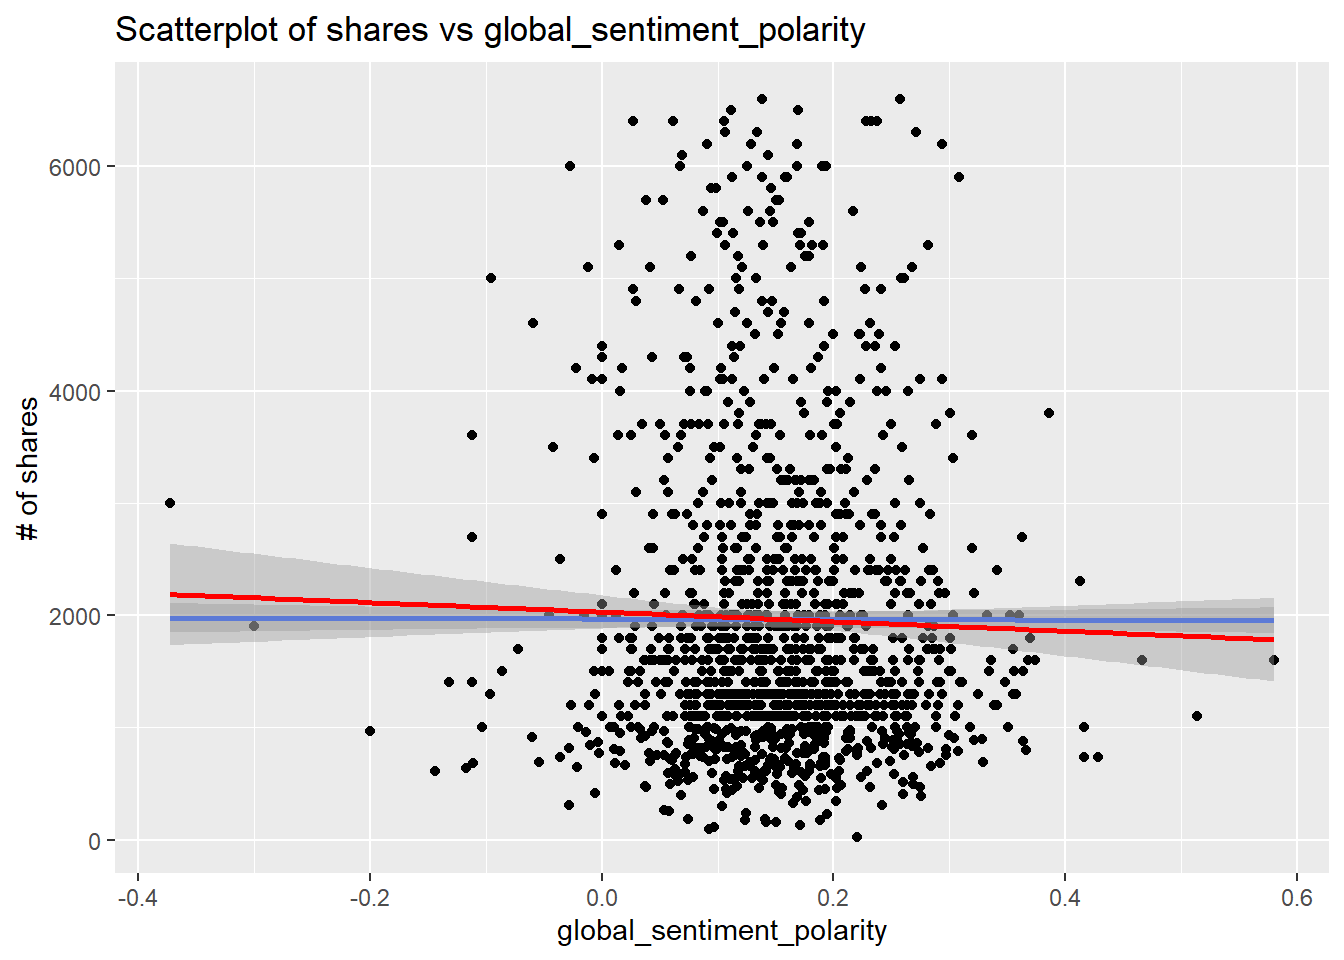 Scatterplot of shares vs global_sentiment_polarity
# of shares
6000
4000
2000
0
-0.4 -0.2 0.0 0.2 0.4 0.6
global_sentiment_polarity